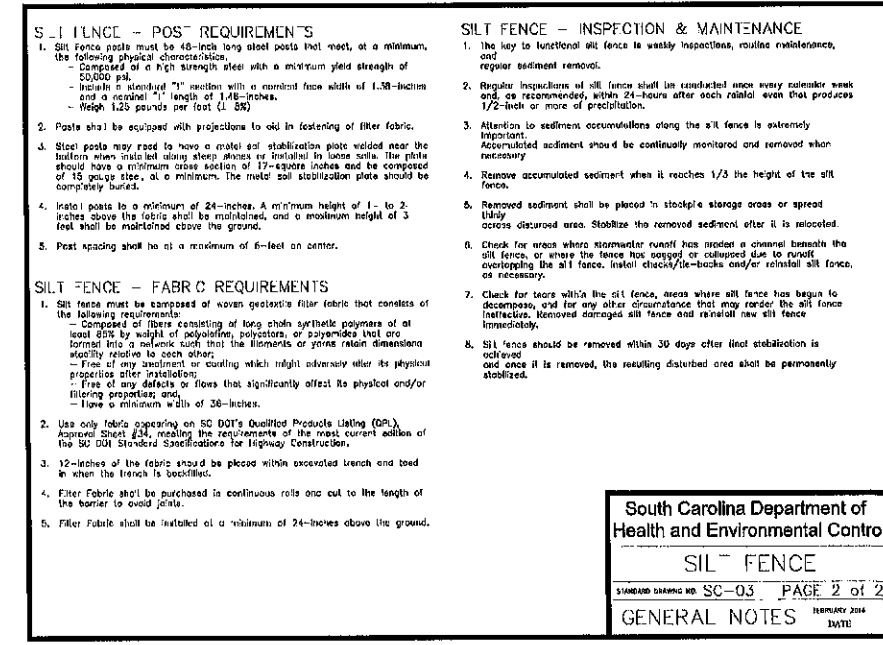 SILT FENCE - POST REQUIREMENTS
1. Silt Fence posts must be 48-inch long steel posts that meet, at a minimum,
the following physical characteristics.
- Composed of a high strength steel with a minimum yield strength of
50,000 psi.
- Include a standard "T" section with a nominal face width of 1.38-inches
and a nominal "T" length of 1.48-inches.
- Weigh 1.25 pounds per foot (± 8%)
2. Posts shall be equipped with projections to aid in fastening of filter fabric.
3. Steel posts may need to have a metal soil stabilization plate welded near the
bottom when installed along steep slopes or installed in loose soils. The plate
should have a minimum cross section of 17-square inches and be composed
of 15 gauge steel, at a minimum. The metal soil stabilization plate should be
completely buried.
4. Install posts to a minimum of 24-inches. A minimum height of 1- to 2-
inches above the fabric shall be maintained, and a maximum height of 3
feet shall be maintained above the ground.
5. Post spacing shall be at a maximum of 6-feet on center.
SILT FENCE - FABRIC REQUIREMENTS
1. Silt fence must be composed of woven geotextile filter fabric that consists of
the following requirements:
- Composed of fibers consisting of long chain synthetic polymers of at
least 85% by weight of polyolefins, polyesters, or polyamides that are
formed into a network such that the filaments or yarns retain dimensional
stability relative to each other;
- Free of any treatment or coating which might adversely alter its physical
properties after installation;
- Free of any defects or flaws that significantly affect its physical and/or
filtering properties; and,
- Have a minimum width of 36-inches.
2. Use only fabric appearing on SC DOT's Qualified Products Listing (QPL),
Approval Sheet #34, meeting the requirements of the most current edition of
the SC DOT Standard Specifications for Highway Construction.
3. 12-inches of the fabric should be placed within excavated trench and toed
in when the trench is backfilled.
4. Filter Fabric shall be purchased in continuous rolls and cut to the length of
the barrier to avoid joints.
5. Filter Fabric shall be installed at a minimum of 24-inches above the ground.
SILT FENCE - INSPECTION & MAINTENANCE
1. The key to functional silt fence is weekly inspections, routine maintenance,
and
regular sediment removal.
2. Regular inspections of silt fence shall be conducted once every calendar week
and, as recommended, within 24-hours after each rainfall even that produces
1/2-inch or more of precipitation.
3. Attention to sediment accumulations along the silt fence is extremely
important.
Accumulated sediment should be continually monitored and removed when
necessary
4. Remove accumulated sediment when it reaches 1/3 the height of the silt
fence.
5. Removed sediment shall be placed in stockpile storage areas or spread
thinly
across disturbed area. Stabilize the removed sediment after it is relocated.
6. Check for areas where stormwater runoff has eroded a channel beneath the
silt fence, or where the fence has sagged or collapsed due to runoff
overtopping the silt fence. Install checks/tie-backs and/or reinstall silt fence,
as necessary.
7. Check for tears within the silt fence, areas where silt fence has begun to
decompose, and for any other circumstance that may render the silt fence
ineffective. Removed damaged silt fence and reinstall new silt fence
immediately.
8. Silt fence should be removed within 30 days after final stabilization is
achieved
and once it is removed, the resulting disturbed area shall be permanently
stabilized.
South Carolina Department of
Health and Environmental Contro
SILT FENCE
STANDARD DRAWING NO. SC-03 PAGE 2 of 2
GENERAL NOTES FEBRUARY 2014
DATE